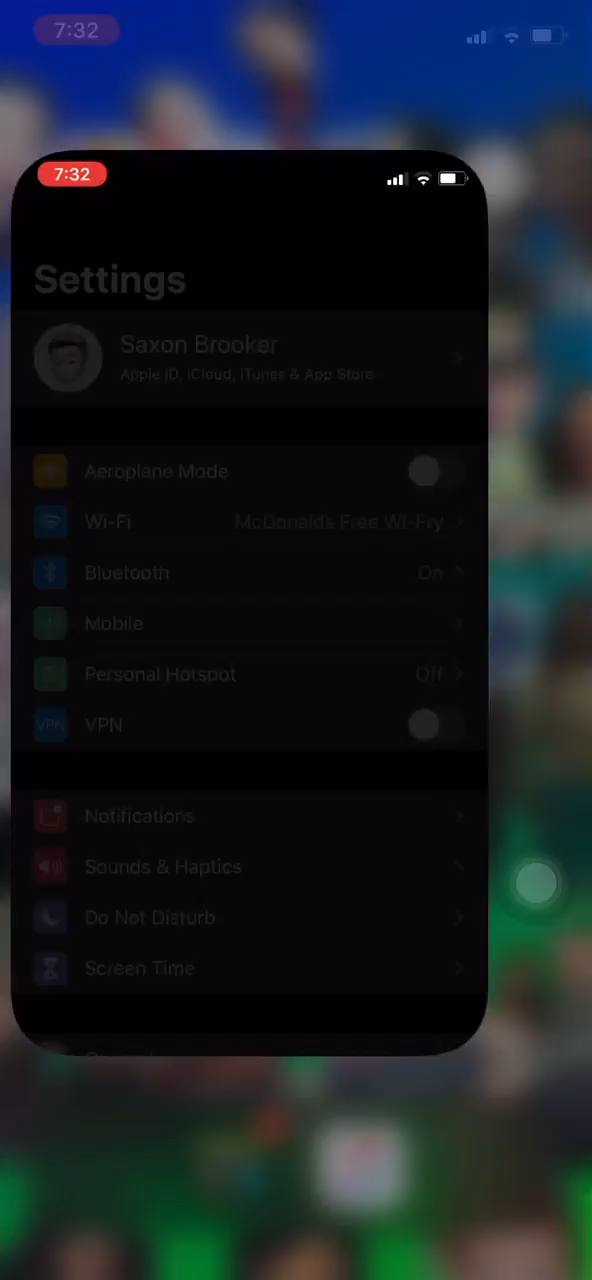 7:32
7:32
Settings
Saxon Brooker
Apple ID, iCloud, iTunes & App Store
Aeroplane Mode
Wi-Fi McDonald's Free Wi-Fry
Bluetooth On
Mobile
Personal Hotspot Off
VPN VPN
Notifications
Sounds & Haptics
Do Not Disturb
Screen Time